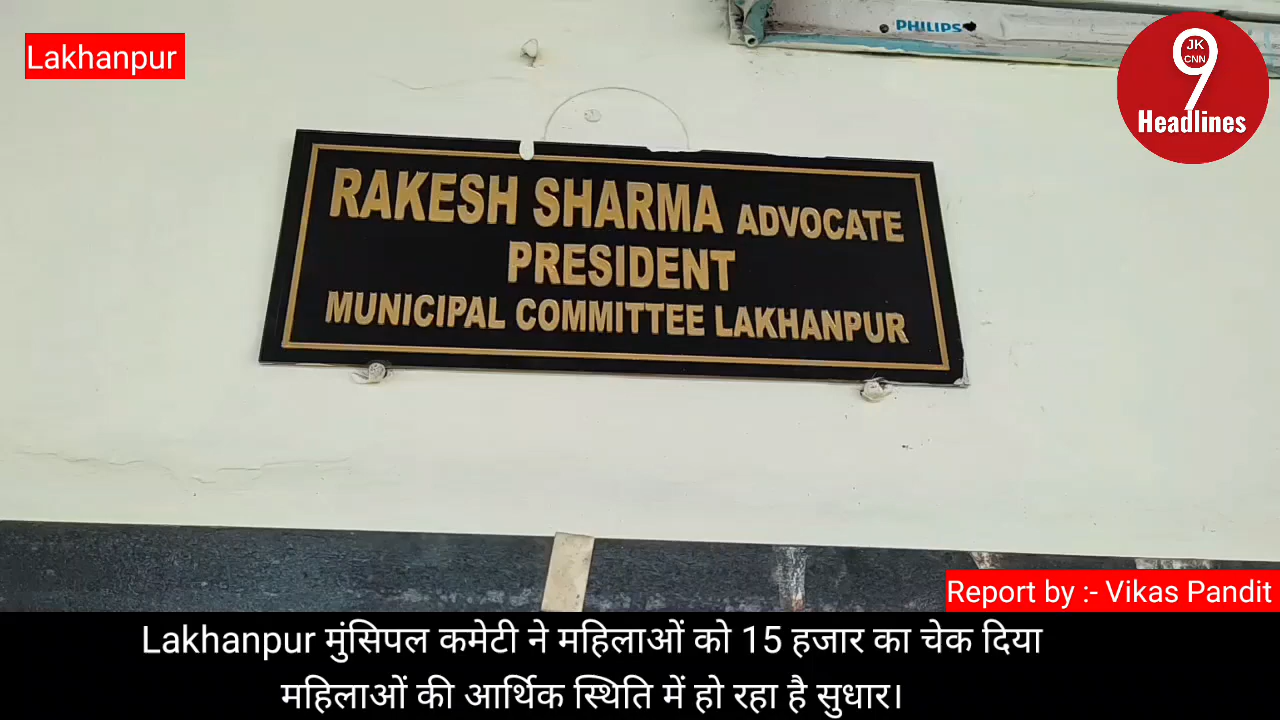 PHILIPS
Lakhanpur
JK
CNN
9
Headlines
RAKESH SHARMA ADVOCATE
PRESIDENT
MUNICIPAL COMMITTEE LAKHANPUR
Report by :- Vikas Pandit
Lakhanpur मुंसिपल कमेटी ने महिलाओं को 15 हजार का चेक दिया
महिलाओं की आर्थिक स्थिति में हो रहा है सुधार।